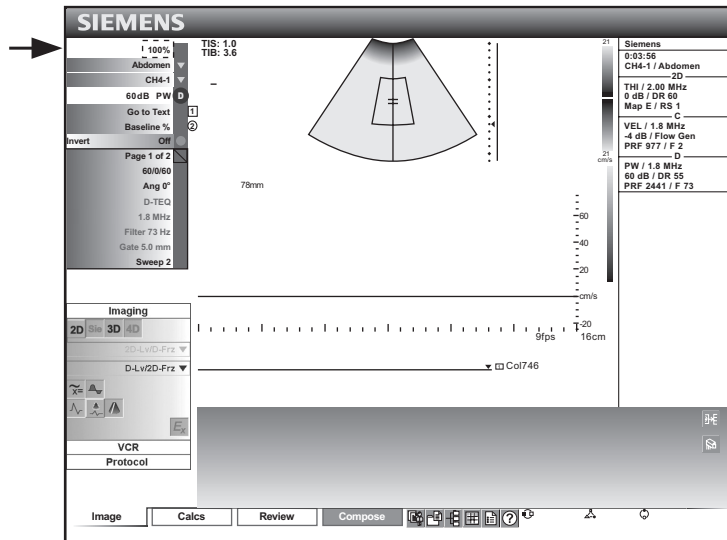 SIEMENS
100%
Abdomen
CH4-1
60dB PW D
Go to Text 1
Baseline % 2
Invert Off
Page 1 of 2
60/0/60
Ang 0°
D-TEQ
1.8 MHz
Filter 73 Hz
Gate 5.0 mm
Sweep 2
TIS: 1.0
TIB: 3.6
78mm
21
21
cm/s
60
40
20
cm/s
-20
9fps 16cm
Col746
Siemens
0:03:56
CH4-1 / Abdomen
2D
THI / 2.00 MHz
0 dB / DR 60
Map E / RS 1
C
VEL / 1.8 MHz
-4 dB / Flow Gen
PRF 977 / F 2
D
PW / 1.8 MHz
60 dB / DR 55
PRF 2441 / F 73
Imaging
2D Sie 3D 4D
2D-Lv/D-Frz
D-Lv/2D-Frz
x̃=
Ex
VCR
Protocol
Image Calcs Review Compose ?